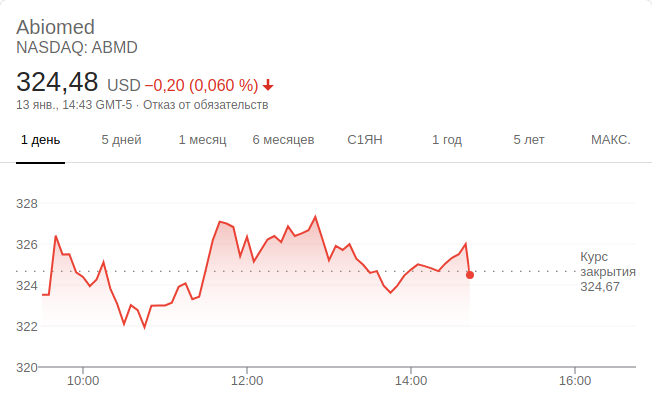 Abiomed
NASDAQ: ABMD
324,48 USD −0,20 (0,060 %)
13 янв., 14:43 GMT-5 · Отказ от обязательств
1 день 5 дней 1 месяц 6 месяцев С1ЯН 1 год 5 лет МАКС.
328
326
Курс
закрытия
324,67
324
322
320
10:00 12:00 14:00 16:00